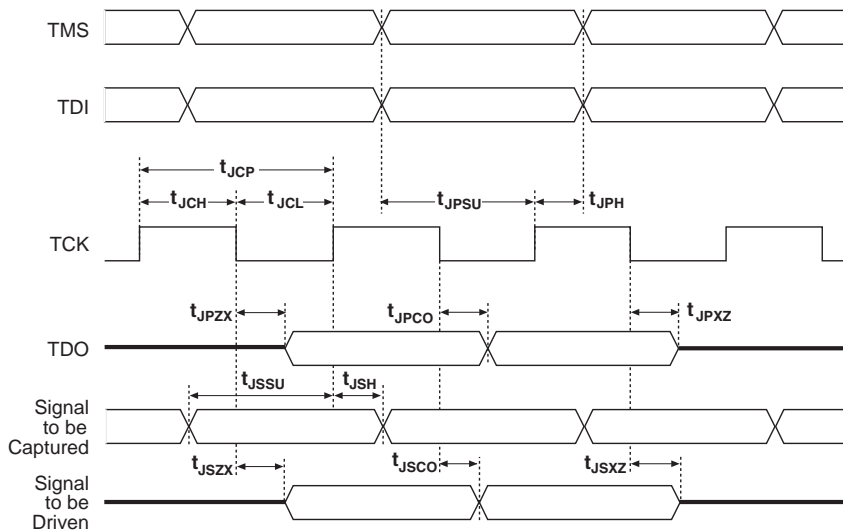 TMS
TDI
tJCP
tJCH
tJCL
tJPSU
tJPH
TCK
tJPZX
tJPCO
tJPXZ
TDO
tJSSU
tJSH
Signal
to be
Captured
tJSZX
tJSCO
tJSXZ
Signal
to be
Driven